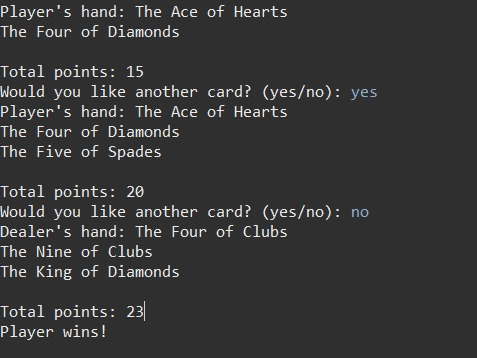 Player's hand: The Ace of Hearts
The Four of Diamonds
Total points: 15
Would you like another card? (yes/no): yes
Player's hand: The Ace of Hearts
The Four of Diamonds
The Five of Spades
Total points: 20
Would you like another card? (yes/no): no
Dealer's hand: The Four of Clubs
The Nine of Clubs
The King of Diamonds
Total points: 23
Player wins!